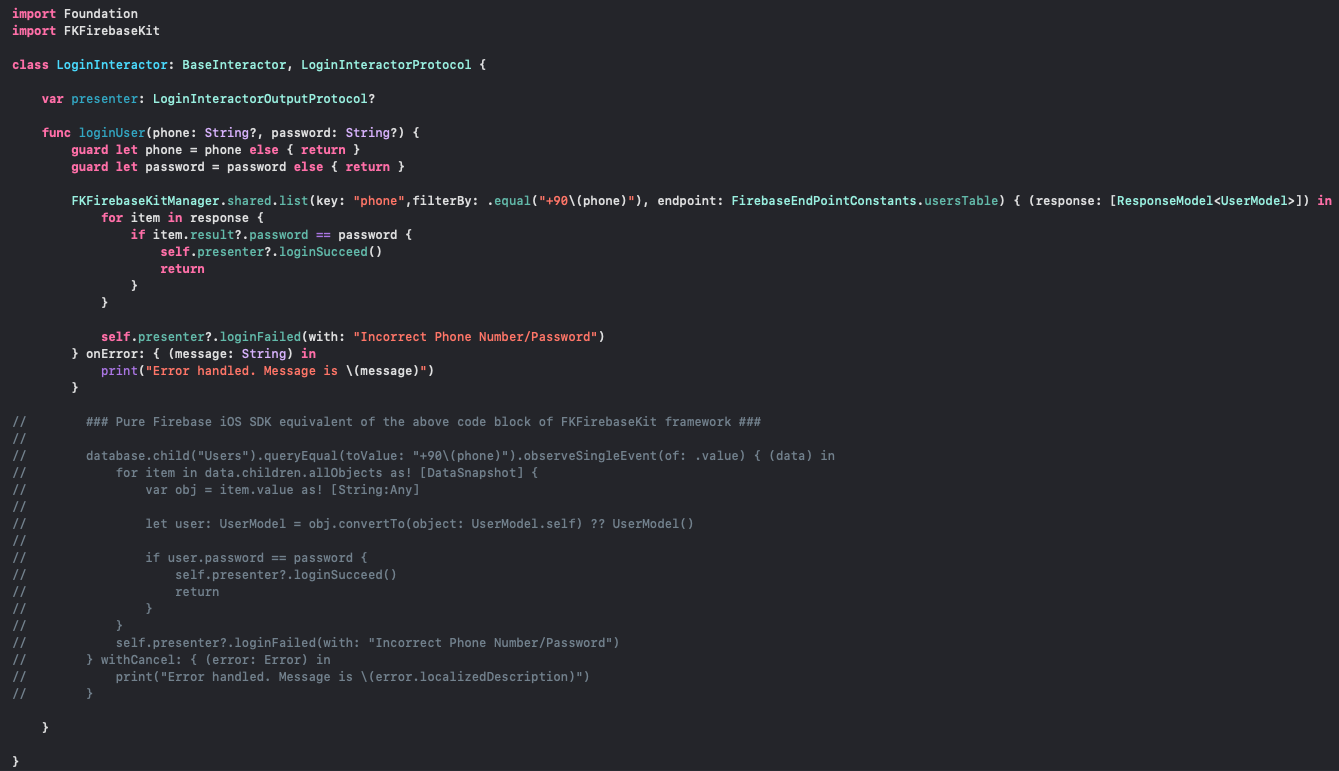 import Foundation
import FKFirebaseKit

class LoginInteractor: BaseInteractor, LoginInteractorProtocol {

    var presenter: LoginInteractorOutputProtocol?

    func loginUser(phone: String?, password: String?) {
        guard let phone = phone else { return }
        guard let password = password else { return }

        FKFirebaseKitManager.shared.list(key: "phone",filterBy: .equal("+90\(phone)"), endpoint: FirebaseEndPointConstants.usersTable) { (response: [ResponseModel<UserModel>]) in
            for item in response {
                if item.result?.password == password {
                    self.presenter?.loginSucceed()
                    return
                }
            }

            self.presenter?.loginFailed(with: "Incorrect Phone Number/Password")
        } onError: { (message: String) in
            print("Error handled. Message is \(message)")
        }

//        ### Pure Firebase iOS SDK equivalent of the above code block of FKFirebaseKit framework ###
//
//        database.child("Users").queryEqual(toValue: "+90\(phone)").observeSingleEvent(of: .value) { (data) in
//            for item in data.children.allObjects as! [DataSnapshot] {
//                var obj = item.value as! [String:Any]
//
//                let user: UserModel = obj.convertTo(object: UserModel.self) ?? UserModel()
//
//                if user.password == password {
//                    self.presenter?.loginSucceed()
//                    return
//                }
//            }
//            self.presenter?.loginFailed(with: "Incorrect Phone Number/Password")
//        } withCancel: { (error: Error) in
//            print("Error handled. Message is \(error.localizedDescription)")
//        }

    }

}